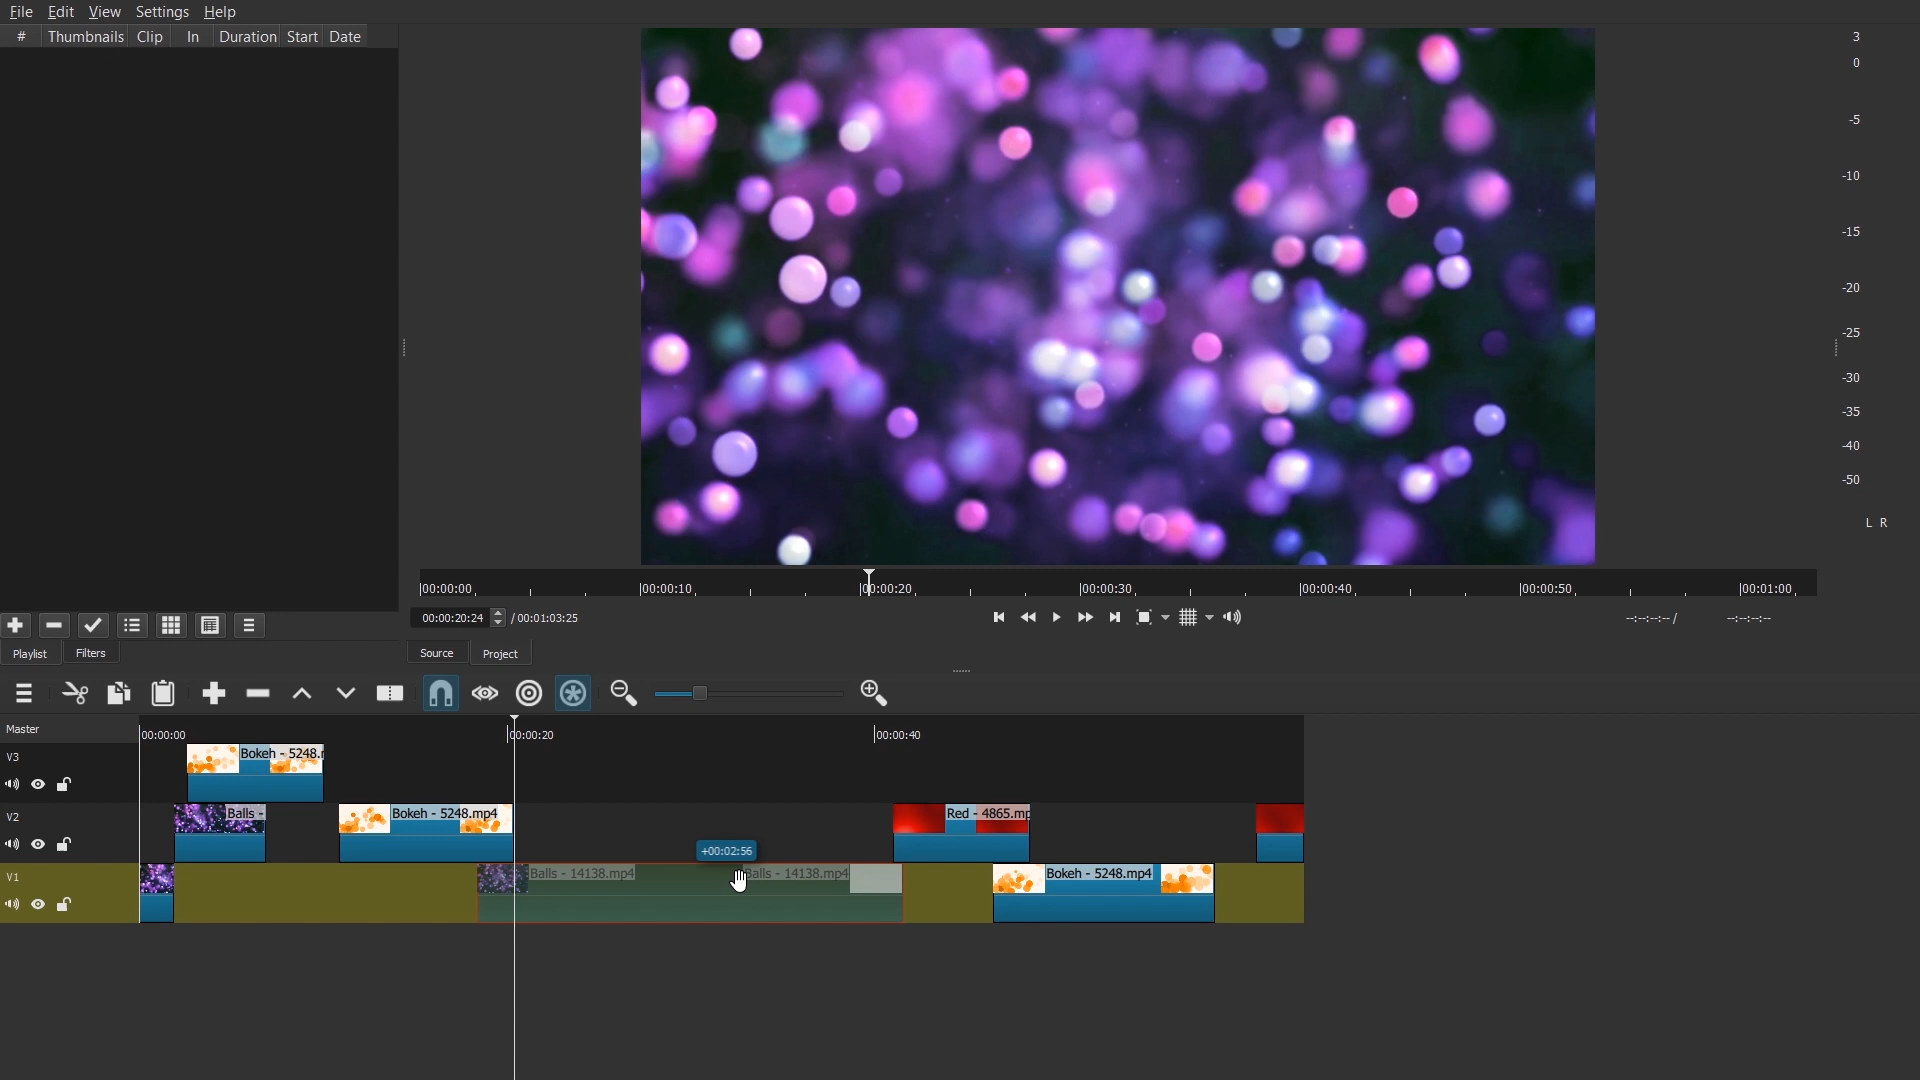 File Edit View Settings Help
# Thumbnails Clip In Duration Start Date
3
0
-5
-10
-15
-20
-25
-30
-35
-40
-50
L R
00:00:00 00:00:10 00:00:20 00:00:30 00:00:40 00:00:50 00:01:00
00:00:20:24 / 00:01:03:25
--:--:--:-- / --:--:--:--
Playlist Filters
Source Project
Master
00:00:00 00:00:20 00:00:40
V3
Bokeh - 5248.m
V2
Balls -
Bokeh - 5248.mp4
Red - 4865.mp
+00:02:56
V1
Balls - 14138.mp4
Balls - 14138.mp4
Bokeh - 5248.mp4